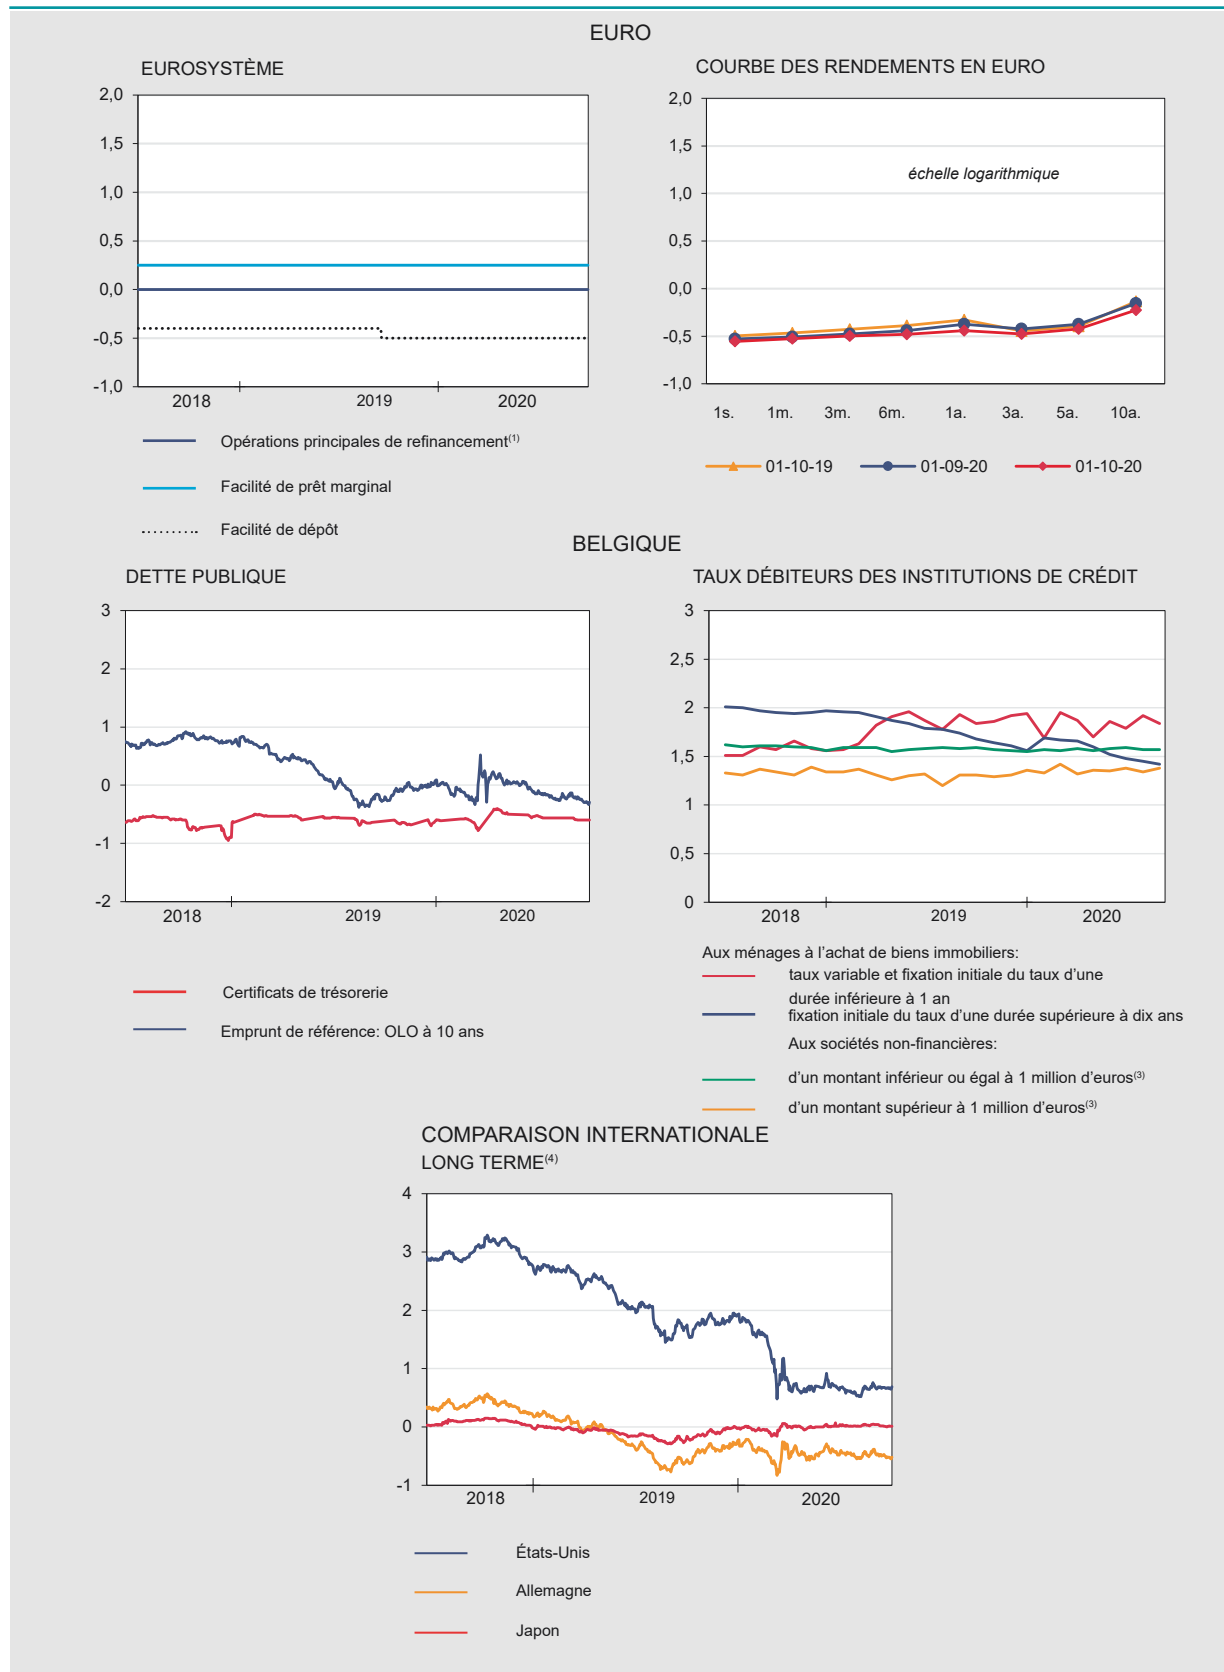 EURO
EUROSYSTÈME
2,0
1,5
1,0
0,5
0,0
-0,5
-1,0
2018 2019 2020
Opérations principales de refinancement(1)
Facilité de prêt marginal
Facilité de dépôt
COURBE DES RENDEMENTS EN EURO
2,0
1,5
1,0
0,5
0,0
-0,5
-1,0
échelle logarithmique
1s. 1m. 3m. 6m. 1a. 3a. 5a. 10a.
01-10-19 01-09-20 01-10-20
BELGIQUE
DETTE PUBLIQUE
3
2
1
0
-1
-2
2018 2019 2020
Certificats de trésorerie
Emprunt de référence: OLO à 10 ans
TAUX DÉBITEURS DES INSTITUTIONS DE CRÉDIT
3
2,5
2
1,5
1
0,5
0
2018 2019 2020
Aux ménages à l'achat de biens immobiliers:
taux variable et fixation initiale du taux d'une
durée inférieure à 1 an
fixation initiale du taux d'une durée supérieure à dix ans
Aux sociétés non-financières:
d'un montant inférieur ou égal à 1 million d'euros(3)
d'un montant supérieur à 1 million d'euros(3)
COMPARAISON INTERNATIONALE
LONG TERME(4)
4
3
2
1
0
-1
2018 2019 2020
États-Unis
Allemagne
Japon